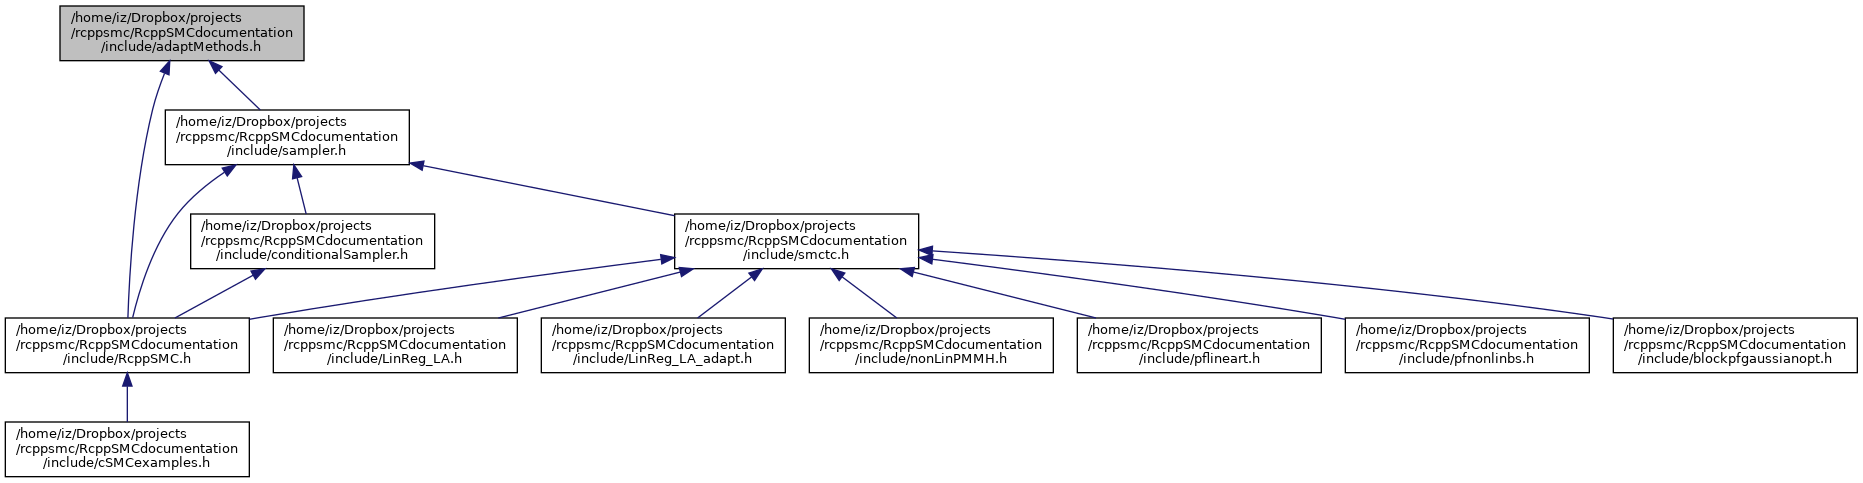 /home/iz/Dropbox/projects
/rcppsmc/RcppSMCdocumentation
/include/adaptMethods.h
/home/iz/Dropbox/projects
/rcppsmc/RcppSMCdocumentation
/include/sampler.h
/home/iz/Dropbox/projects
/rcppsmc/RcppSMCdocumentation
/include/conditionalSampler.h
/home/iz/Dropbox/projects
/rcppsmc/RcppSMCdocumentation
/include/smctc.h
/home/iz/Dropbox/projects
/rcppsmc/RcppSMCdocumentation
/include/RcppSMC.h
/home/iz/Dropbox/projects
/rcppsmc/RcppSMCdocumentation
/include/LinReg_LA.h
/home/iz/Dropbox/projects
/rcppsmc/RcppSMCdocumentation
/include/LinReg_LA_adapt.h
/home/iz/Dropbox/projects
/rcppsmc/RcppSMCdocumentation
/include/nonLinPMMH.h
/home/iz/Dropbox/projects
/rcppsmc/RcppSMCdocumentation
/include/pflineart.h
/home/iz/Dropbox/projects
/rcppsmc/RcppSMCdocumentation
/include/pfnonlinbs.h
/home/iz/Dropbox/projects
/rcppsmc/RcppSMCdocumentation
/include/blockpfgaussianopt.h
/home/iz/Dropbox/projects
/rcppsmc/RcppSMCdocumentation
/include/cSMCexamples.h